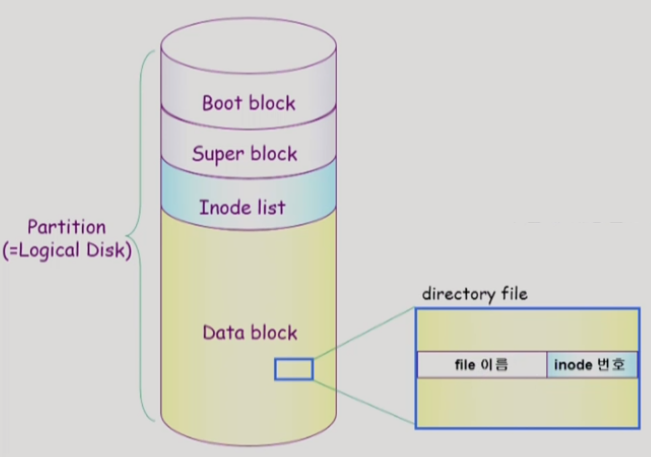 Boot block
Super block
Inode list
Partition
(=Logical Disk)
Data block
directory file
file 이름
inode 번호